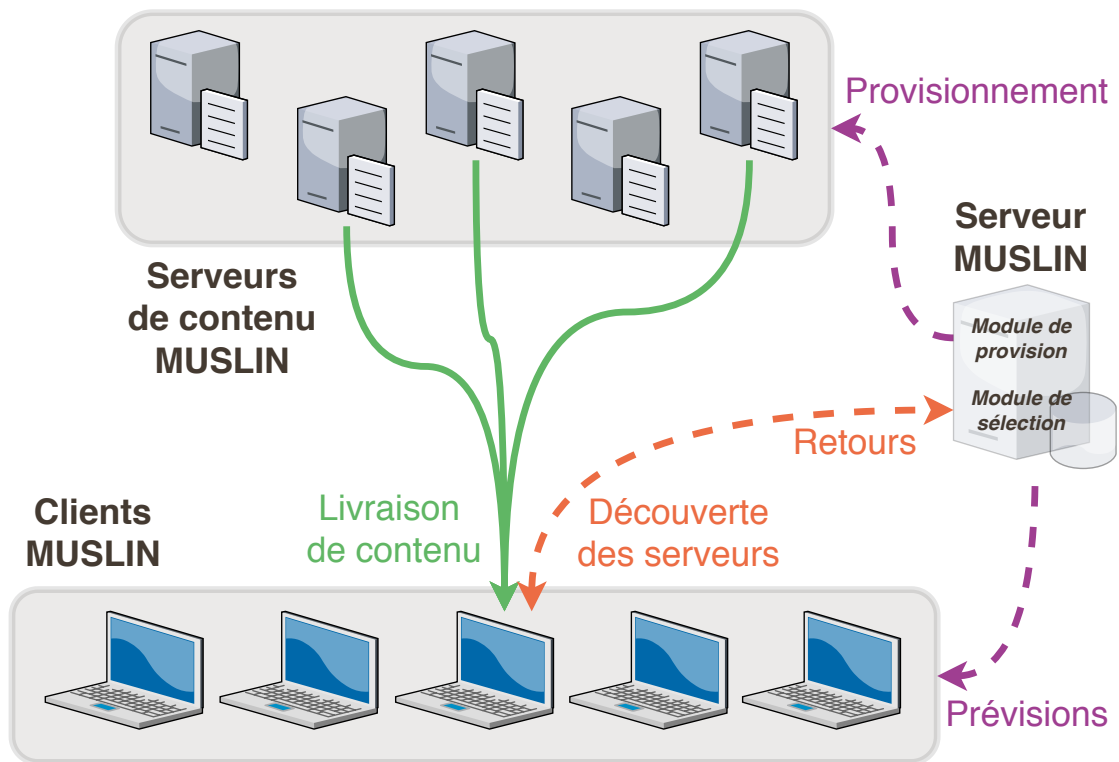 Provisionnement
Serveur
MUSLIN
Serveurs
de contenu
MUSLIN
Module de
provision
Module de
sélection
Retours
Clients
MUSLIN
Livraison
de contenu
Découverte
des serveurs
Prévisions